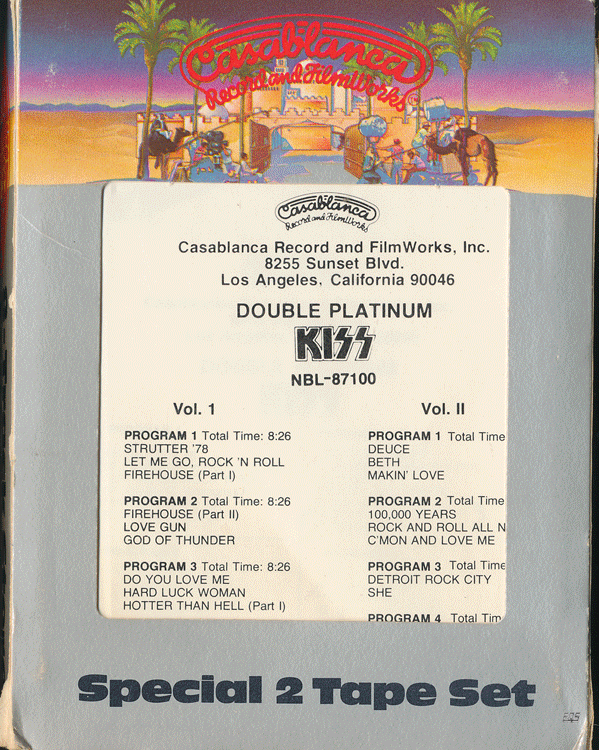 Casablanca
Record and FilmWorks
Casablanca
Record and FilmWorks
Casablanca Record and FilmWorks, Inc.
8255 Sunset Blvd.
Los Angeles, California 90046
DOUBLE PLATINUM
KISS
NBL-87100
Vol. 1
PROGRAM 1 Total Time: 8:26
STRUTTER '78
LET ME GO, ROCK 'N ROLL
FIREHOUSE (Part I)
PROGRAM 2 Total Time: 8:26
FIREHOUSE (Part II)
LOVE GUN
GOD OF THUNDER
PROGRAM 3 Total Time: 8:26
DO YOU LOVE ME
HARD LUCK WOMAN
HOTTER THAN HELL (Part I)
Vol. II
PROGRAM 1 Total Time
DEUCE
BETH
MAKIN' LOVE
PROGRAM 2 Total Time
100,000 YEARS
ROCK AND ROLL ALL N
C'MON AND LOVE ME
PROGRAM 3 Total Time
DETROIT ROCK CITY
SHE
PROGRAM 4 Total Tim
Special 2 Tape Set